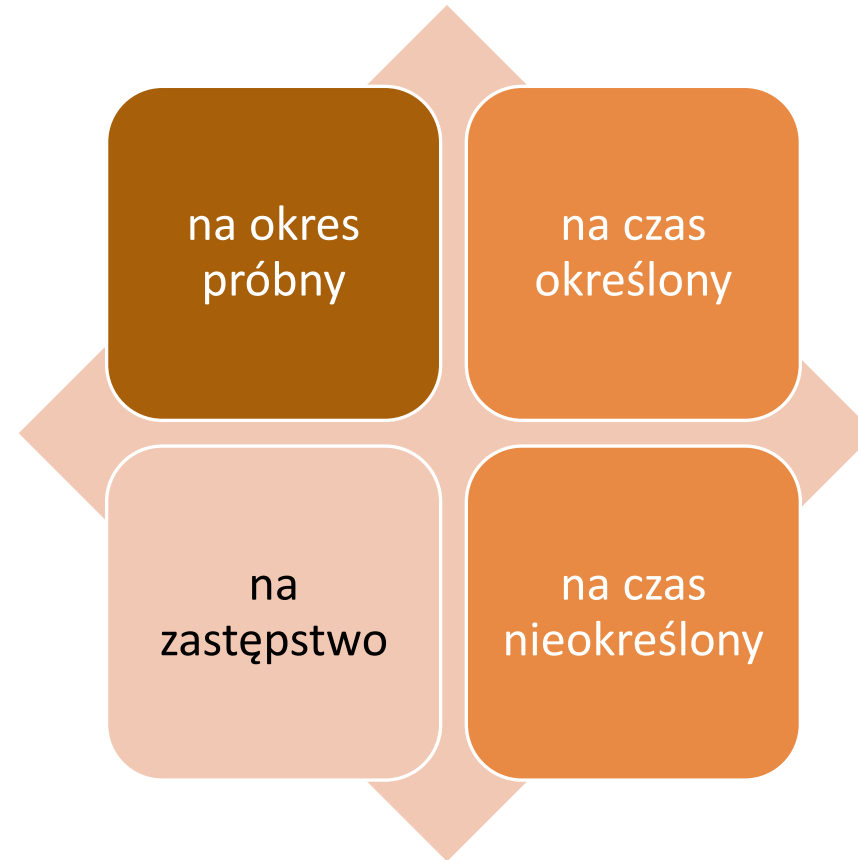 na okres
próbny
na czas
określony
na
zastępstwo
na czas
nieokreślony